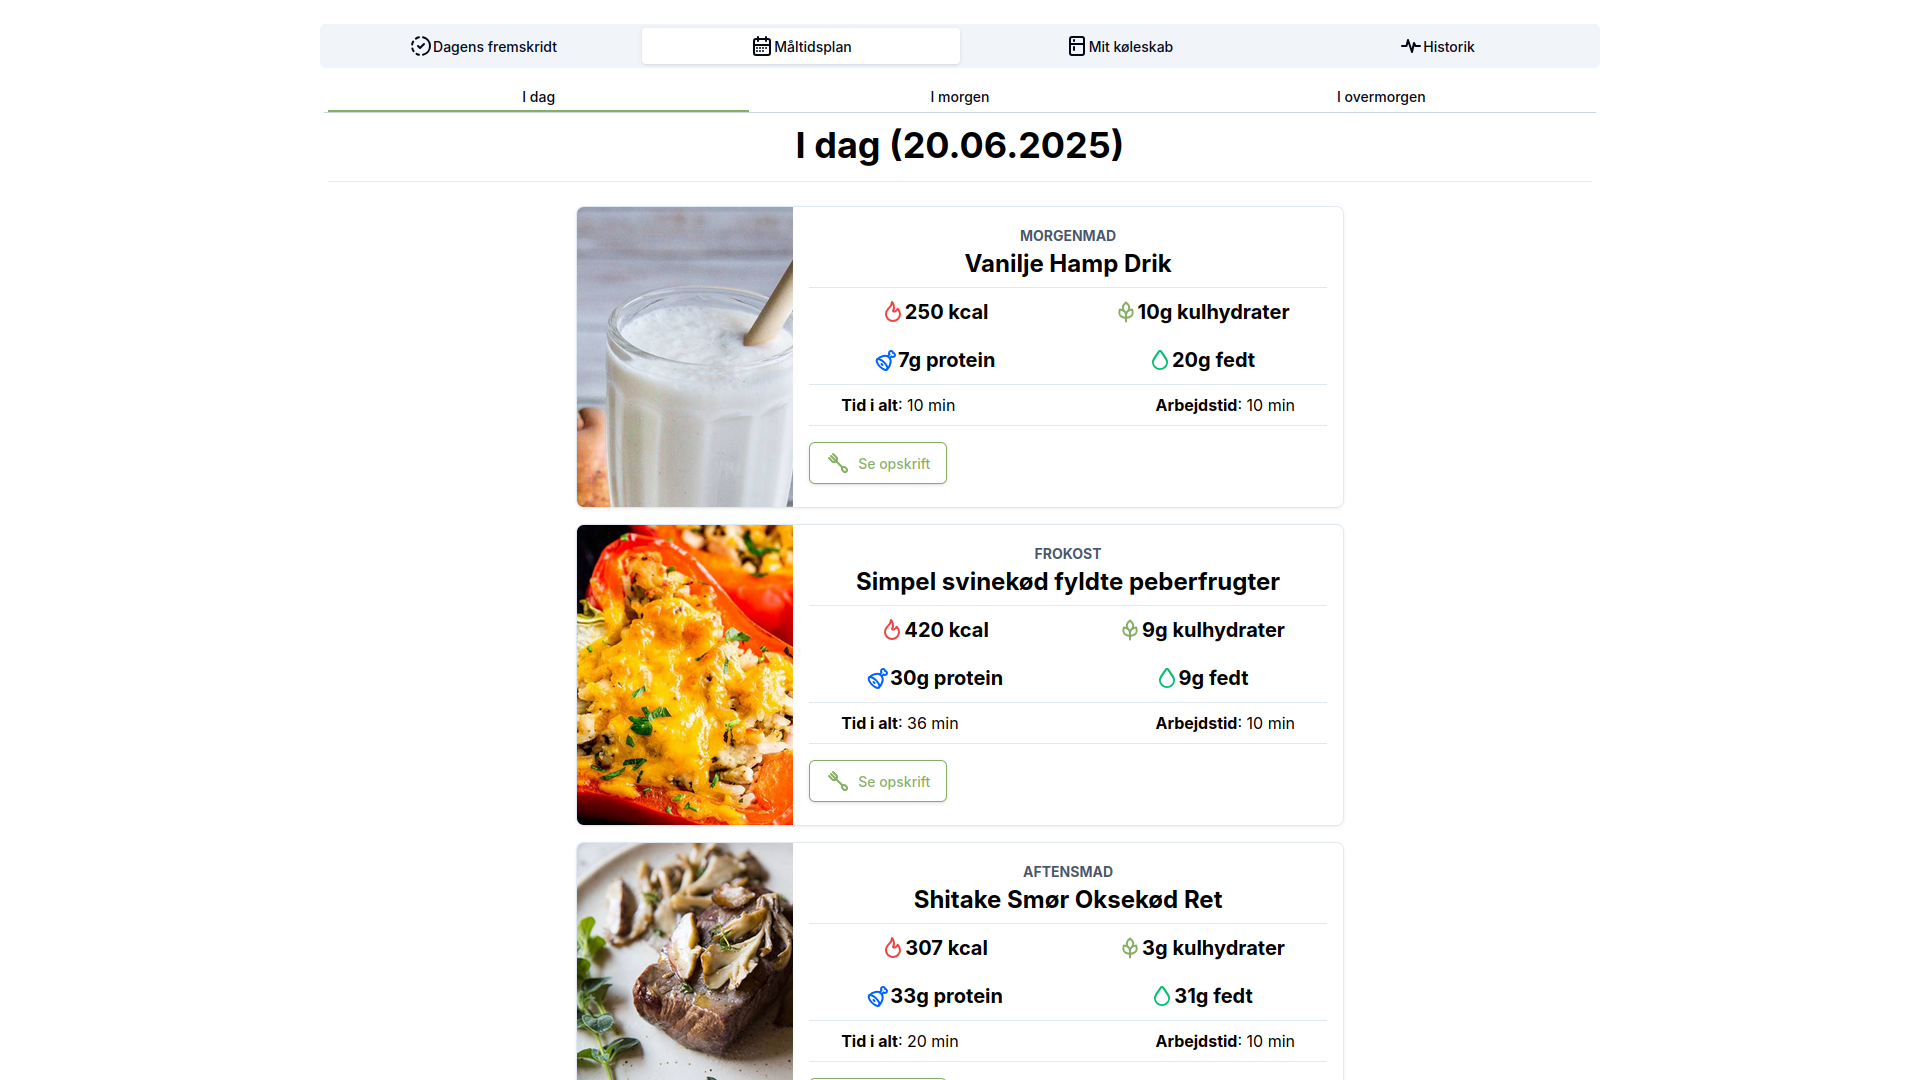 Dagens fremskridt
Måltidsplan
Mit køleskab
Historik
I dag
I morgen
I overmorgen
I dag (20.06.2025)
MORGENMAD
Vanilje Hamp Drik
250 kcal
10g kulhydrater
7g protein
20g fedt
Tid i alt: 10 min
Arbejdstid: 10 min
Se opskrift
FROKOST
Simpel svinekød fyldte peberfrugter
420 kcal
9g kulhydrater
30g protein
9g fedt
Tid i alt: 36 min
Arbejdstid: 10 min
Se opskrift
AFTENSMAD
Shitake Smør Oksekød Ret
307 kcal
3g kulhydrater
33g protein
31g fedt
Tid i alt: 20 min
Arbejdstid: 10 min